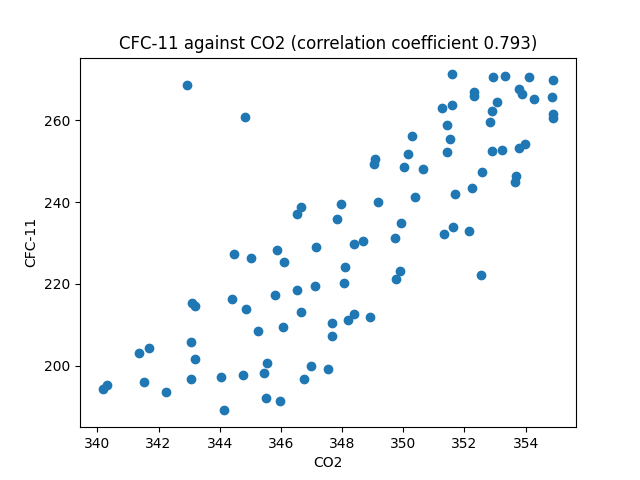 CFC-11 against CO2 (correlation coefficient 0.793)
CFC-11
260
240
220
200
340 342 344 346 348 350 352 354
CO2